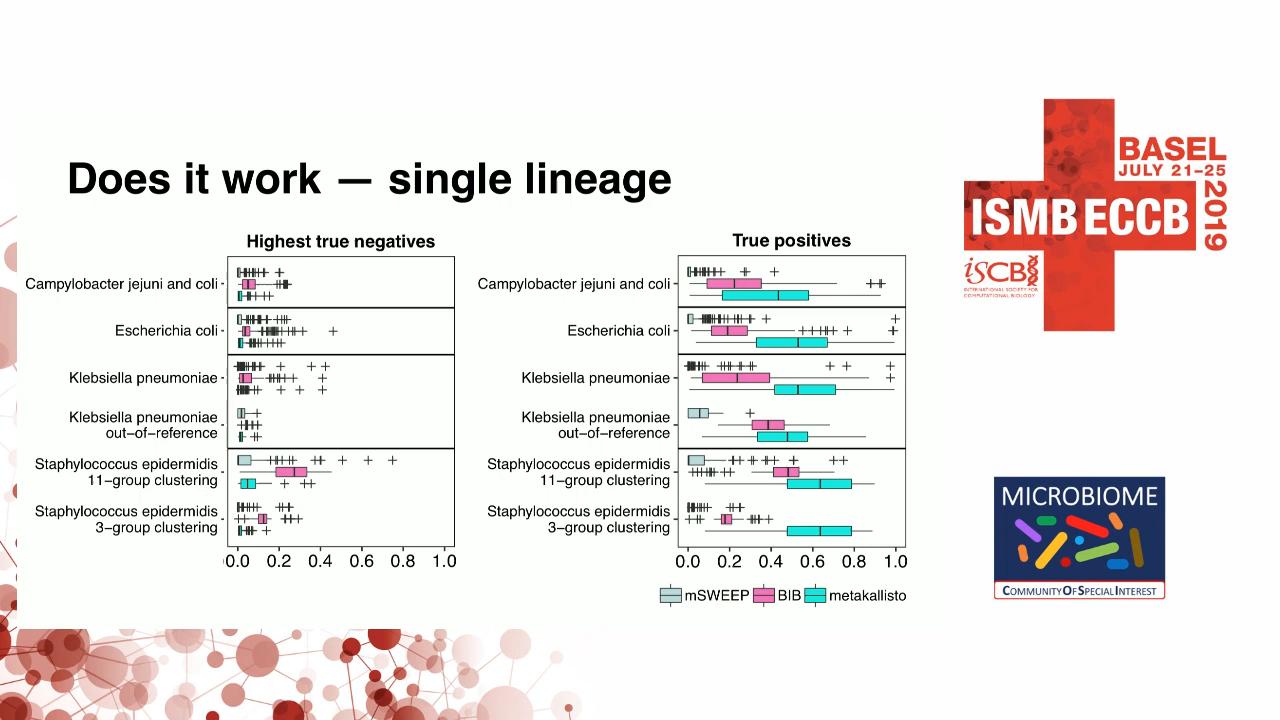 Does it work — single lineage
Highest true negatives
Campylobacter jejuni and coli
Escherichia coli
Klebsiella pneumoniae
Klebsiella pneumoniae
out−of−reference
Staphylococcus epidermidis
11−group clustering
Staphylococcus epidermidis
3−group clustering
0.0 0.2 0.4 0.6 0.8 1.0
True positives
Campylobacter jejuni and coli
Escherichia coli
Klebsiella pneumoniae
Klebsiella pneumoniae
out−of−reference
Staphylococcus epidermidis
11−group clustering
Staphylococcus epidermidis
3−group clustering
0.0 0.2 0.4 0.6 0.8 1.0
mSWEEP BIB metakallisto
BASEL
JULY 21–25
2019
ISMB ECCB
iSCB
INTERNATIONAL SOCIETY FOR
COMPUTATIONAL BIOLOGY
MICROBIOME
COMMUNITY OF SPECIAL INTEREST